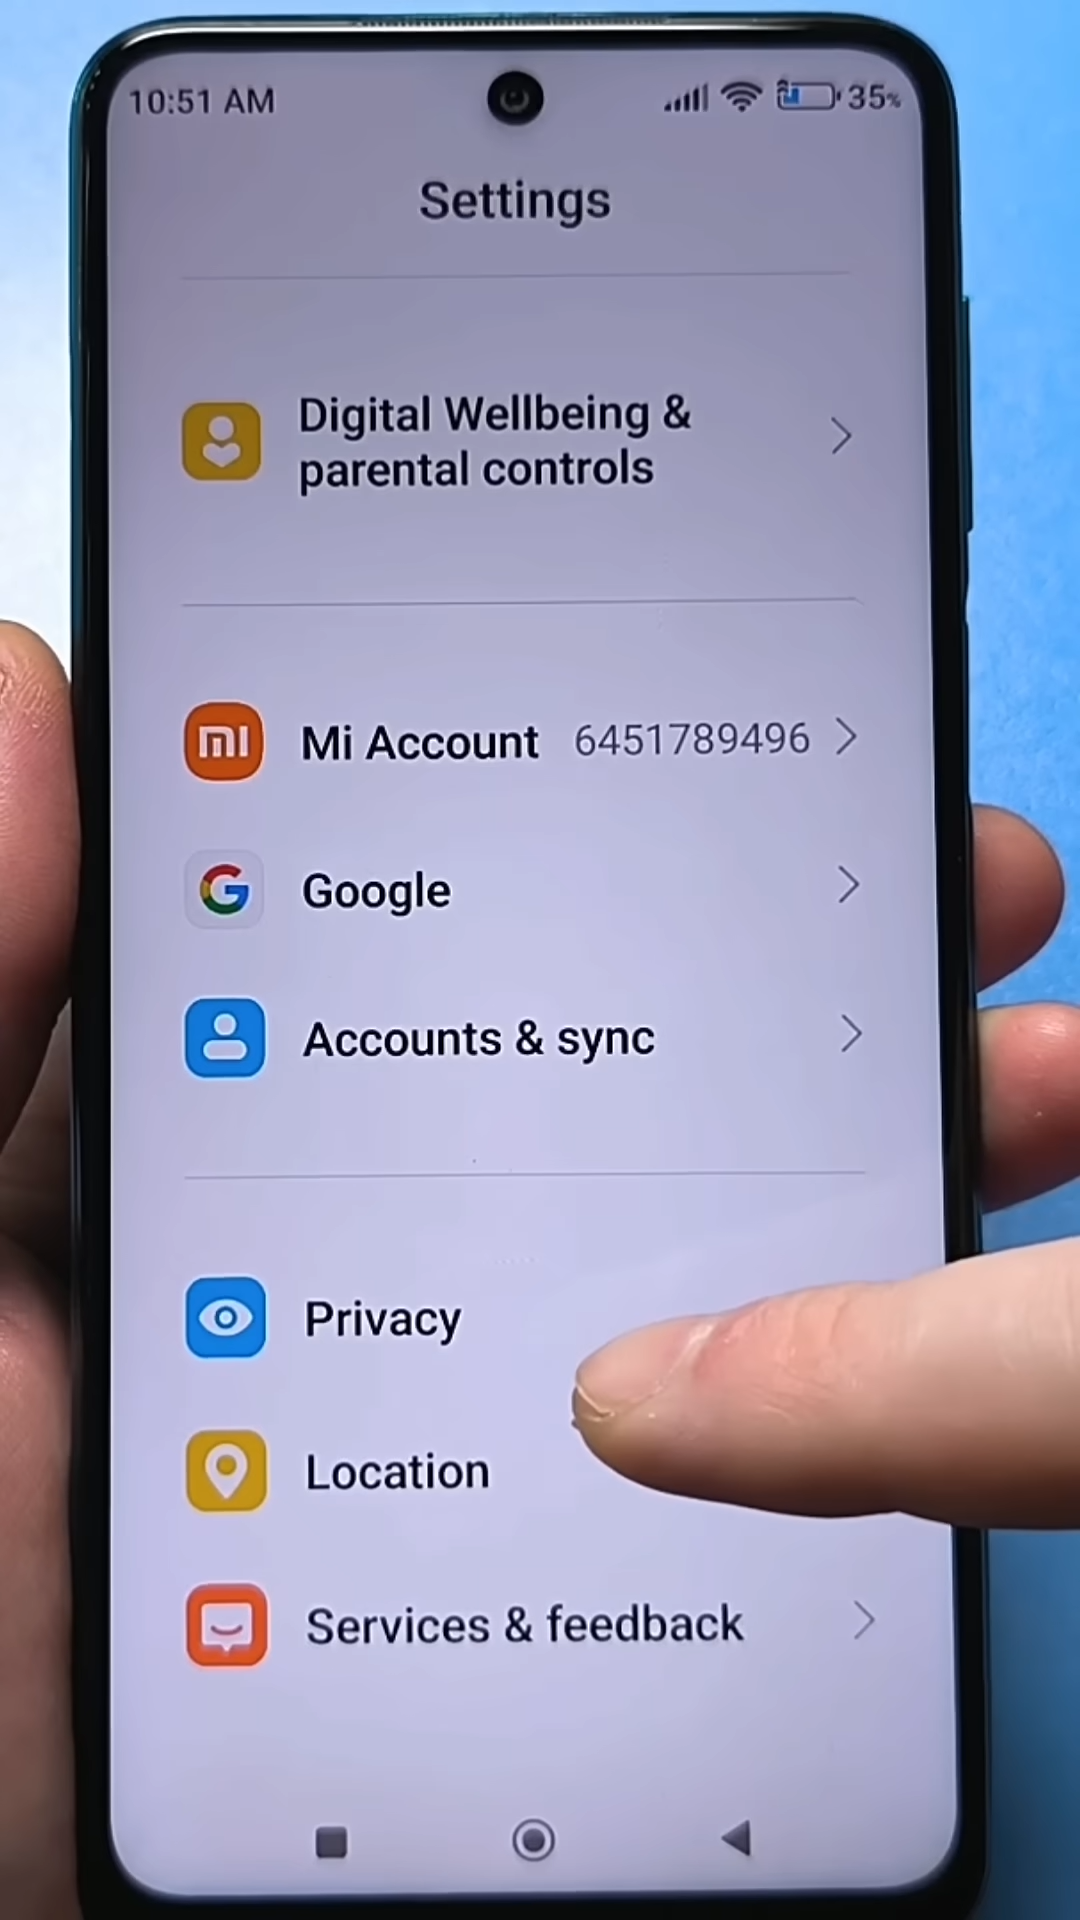 10:51 AM
35%
Settings
Digital Wellbeing &
parental controls
mi
Mi Account 6451789496
G
Google
Accounts & sync
Privacy
Location
Services & feedback